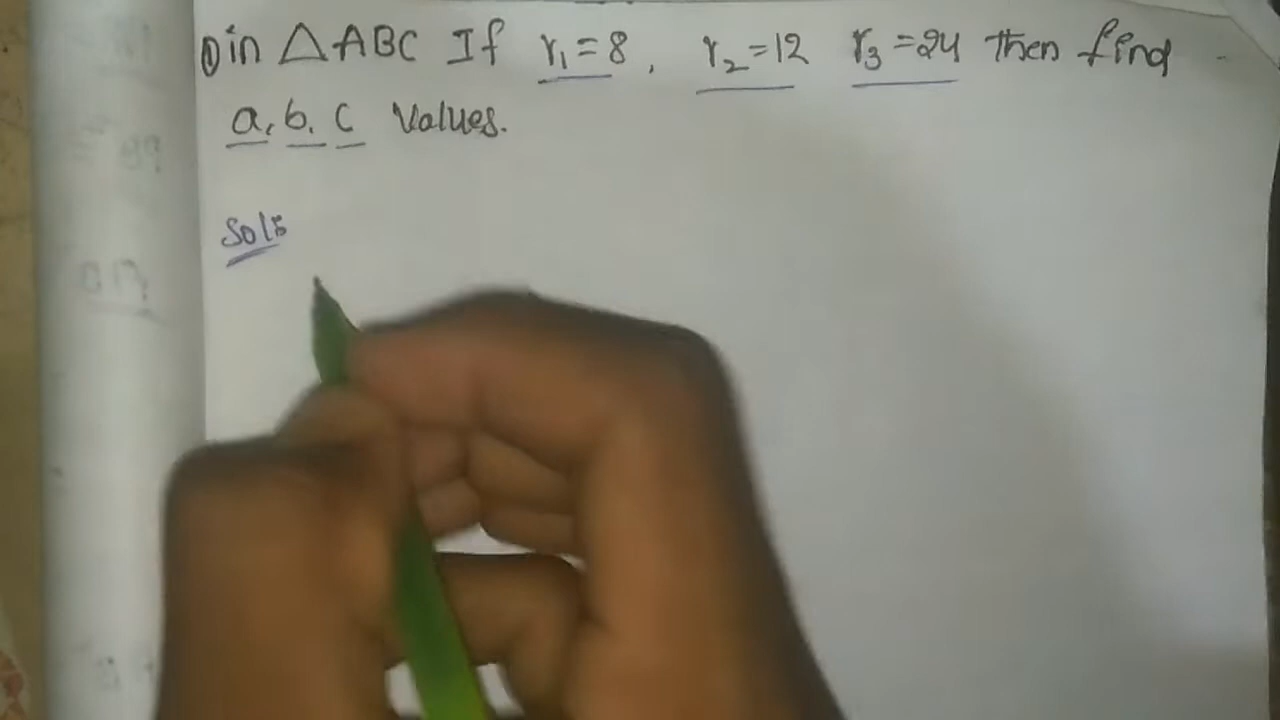 ① in △ABC If r₁=8, r₂=12 r₃=24 Then find
a, b, c Values.
Sol: